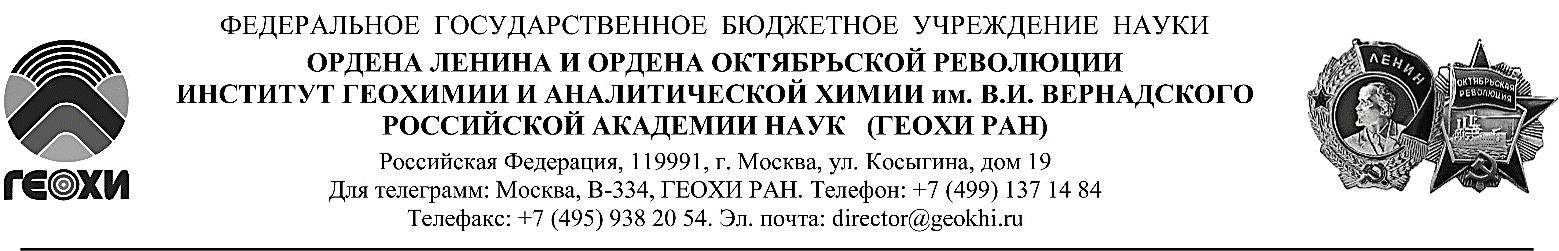 ФЕДЕРАЛЬНОЕ ГОСУДАРСТВЕННОЕ БЮДЖЕТНОЕ УЧРЕЖДЕНИЕ НАУКИ
ОРДЕНА ЛЕНИНА И ОРДЕНА ОКТЯБРЬСКОЙ РЕВОЛЮЦИИ
ИНСТИТУТ ГЕОХИМИИ И АНАЛИТИЧЕСКОЙ ХИМИИ им. В.И. ВЕРНАДСКОГО
РОССИЙСКОЙ АКАДЕМИИ НАУК (ГЕОХИ РАН)
Российская Федерация, 119991, г. Москва, ул. Косыгина, дом 19
Для телеграмм: Москва, В-334, ГЕОХИ РАН. Телефон: +7 (499) 137 14 84
Телефакс: +7 (495) 938 20 54. Эл. почта: director@geokhi.ru
ГЕОХИ
ЛЕНИН
ОКТЯБРЬСКАЯ
РЕВОЛЮЦИЯ